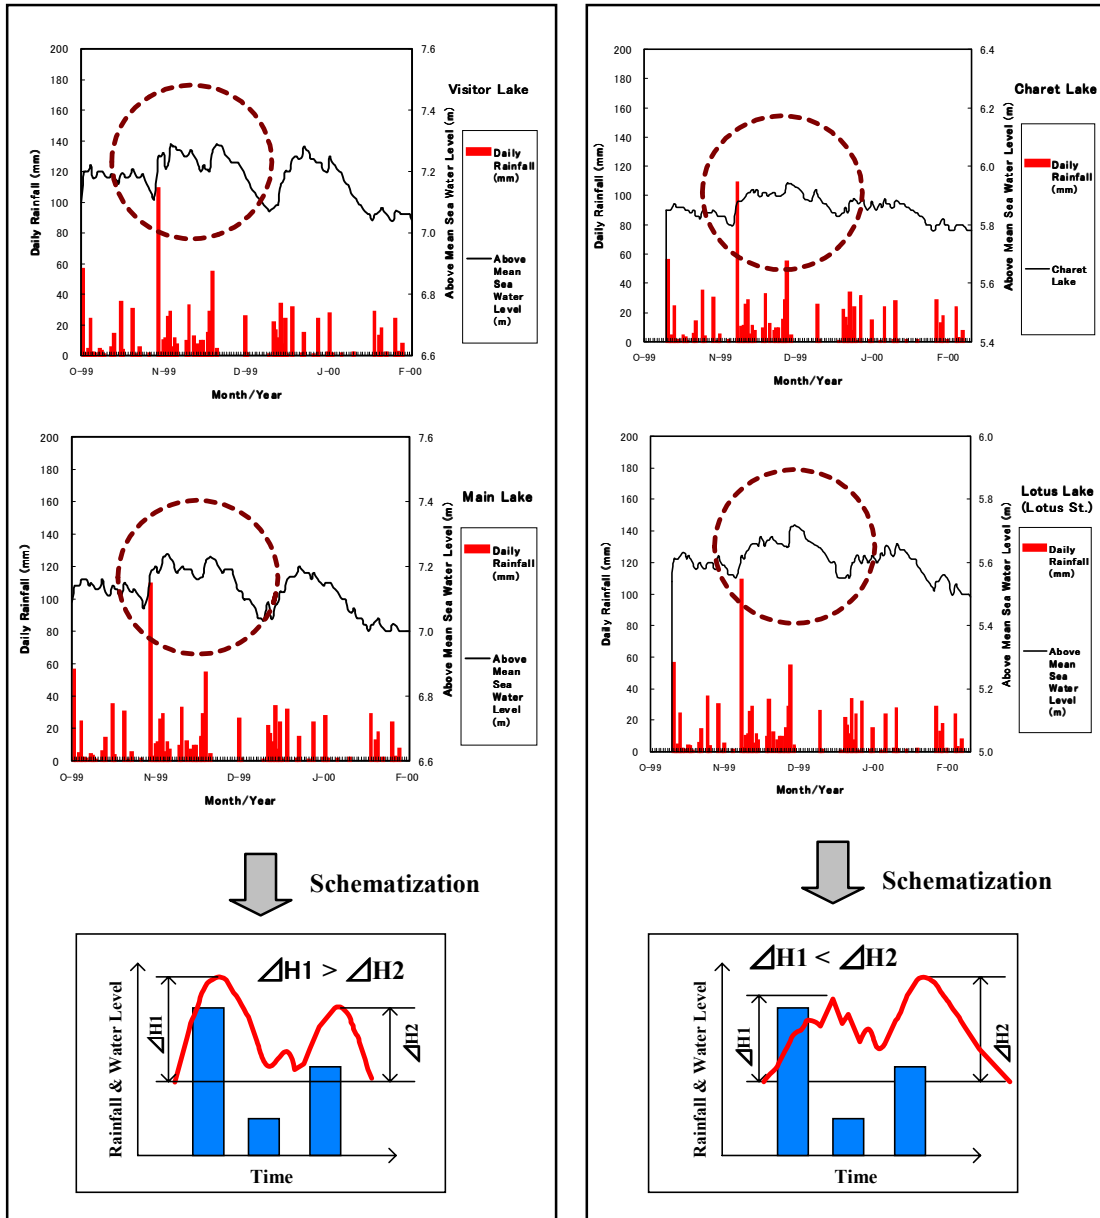 Visitor Lake
Daily Rainfall (mm)
200
180
160
140
120
100
80
60
40
20
0
7.6
7.4
7.2
7.0
6.8
6.6
Above Mean Sea Water Level (m)
O-99
N-99
D-99
J-00
F-00
Month/Year
Daily
Rainfall
(mm)
Above
Mean
Sea
Water
Level (m)
Charet Lake
Daily Rainfall (mm)
200
180
160
140
120
100
80
60
40
20
0
6.4
6.2
6.0
5.8
5.6
5.4
Above Mean Sea Water Level (m)
O-99
N-99
D-99
J-00
F-00
Month/Year
Daily
Rainfall
(mm)
Charet
Lake
Main Lake
Daily Rainfall (mm)
200
180
160
140
120
100
80
60
40
20
0
7.6
7.4
7.2
7.0
6.8
6.6
Above Mean Sea Water Level (m)
O-99
N-99
D-99
J-00
F-00
Month/Year
Daily
Rainfall
(mm)
Above
Mean
Sea
Water
Level (m)
Lotus Lake
(Lotus St.)
Daily Rainfall (mm)
200
180
160
140
120
100
80
60
40
20
0
6.0
5.8
5.6
5.4
5.2
5.0
Above Mean Sea Water Level (m)
O-99
N-99
D-99
J-00
F-00
Month/Year
Daily
Rainfall
(mm)
Above
Mean
Sea
Water
Level (m)
Schematization
Rainfall & Water Level
⊿H1 > ⊿H2
⊿H1
⊿H2
Time
Schematization
Rainfall & Water Level
⊿H1 < ⊿H2
⊿H1
⊿H2
Time